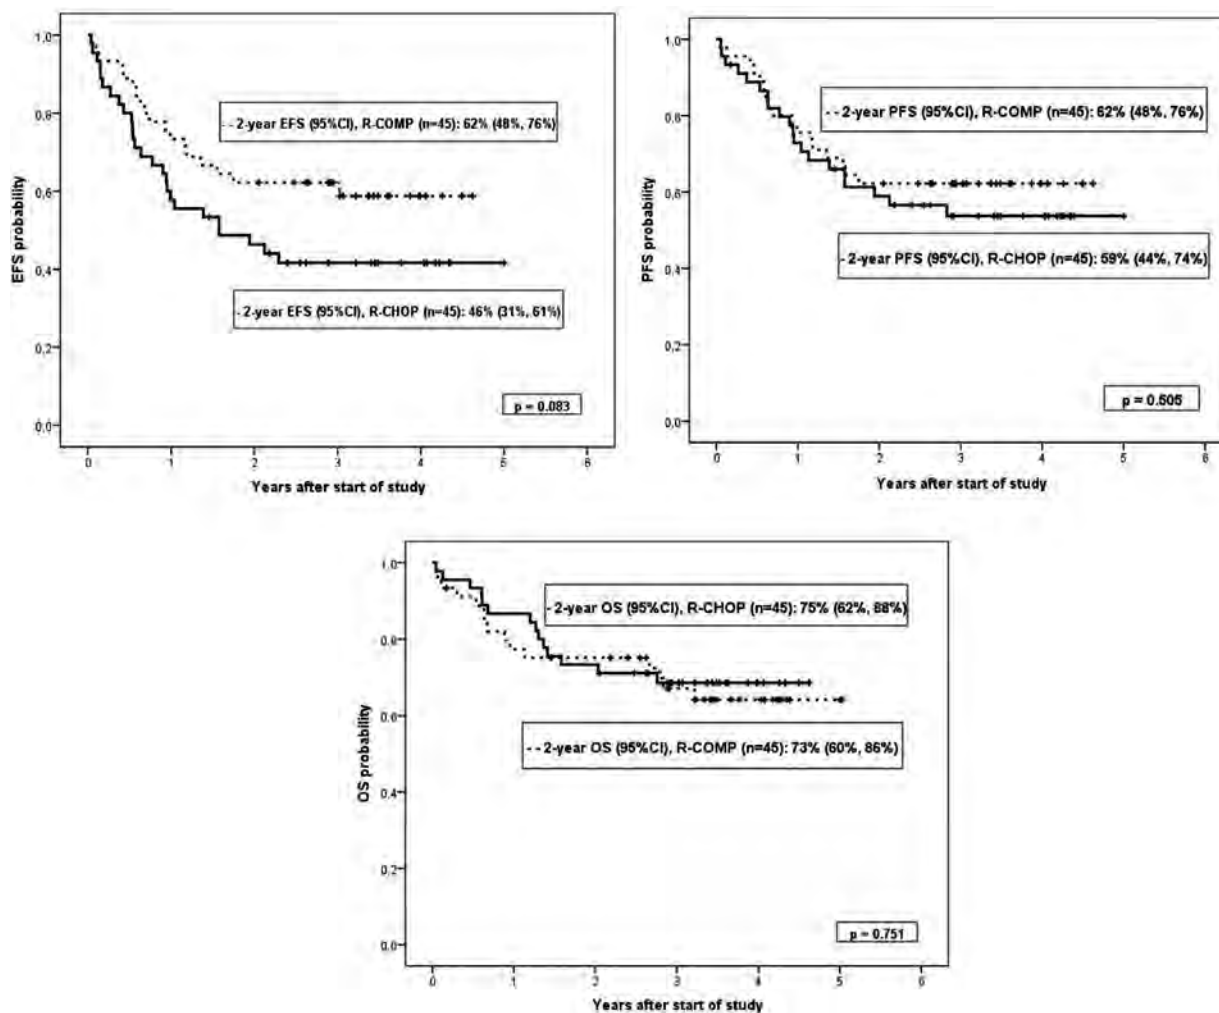 1,0
0,8
0,6
0,4
0,2
0,0
EFS probability
- 2-year EFS (95%CI), R-COMP (n=45): 62% (48%, 76%)
- 2-year EFS (95%CI), R-CHOP (n=45): 46% (31%, 61%)
p = 0.083
0 1 2 3 4 5 6
Years after start of study
1,0
0,8
0,6
0,4
0,2
0,0
PFS probability
- 2-year PFS (95%CI), R-COMP (n=45): 62% (48%, 76%)
- 2-year PFS (95%CI), R-CHOP (n=45): 59% (44%, 74%)
p = 0.505
0 1 2 3 4 5 6
Years after start of study
1,0
0,8
0,6
0,4
0,2
0,0
OS probability
- 2-year OS (95%CI), R-CHOP (n=45): 75% (62%, 88%)
- 2-year OS (95%CI), R-COMP (n=45): 73% (60%, 86%)
p = 0.751
0 1 2 3 4 5 6
Years after start of study